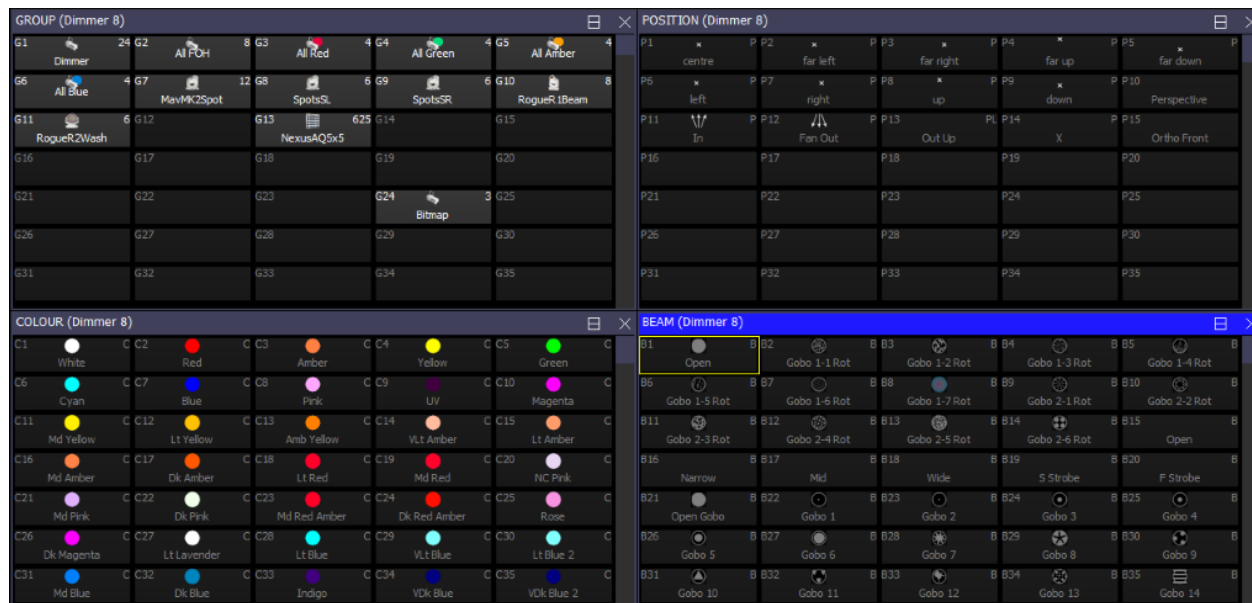 GROUP (Dimmer 8)
G1 24 G2 8 G3 4 G4 4 G5 4
Dimmer All FOH All Red All Green All Amber
G6 4 G7 12 G8 6 G9 6 G10 8
All Blue MavMK2Spot SpotsSL SpotsSR RogueR1Beam
G11 6 G12 G13 625 G14 G15
RogueR2Wash NexusAQ5x5
G16 G17 G18 G19 G20
G21 G22 G23 G24 3 G25
Bitmap
G26 G27 G28 G29 G30
G31 G32 G33 G34 G35
POSITION (Dimmer 8)
P1 P P2 P P3 P P4 P P5 P
centre far left far right far up far down
P6 P P7 P P8 P P9 P P10
left right up down Perspective
P11 P P12 P P13 PL P14 P P15
In Fan Out Out Up X Ortho Front
P16 P17 P18 P19 P20
P21 P22 P23 P24 P25
P26 P27 P28 P29 P30
P31 P32 P33 P34 P35
COLOUR (Dimmer 8)
C1 C C2 C C3 C C4 C C5 C
White Red Amber Yellow Green
C6 C C7 C C8 C C9 C C10 C
Cyan Blue Pink UV Magenta
C11 C C12 C C13 C C14 C C15 C
Md Yellow Lt Yellow Amb Yellow VLt Amber Lt Amber
C16 C C17 C C18 C C19 C C20 C
Md Amber Dk Amber Lt Red Md Red NC Pink
C21 C C22 C C23 C C24 C C25 C
Md Pink Dk Pink Md Red Amber Dk Red Amber Rose
C26 C C27 C C28 C C29 C C30 C
Dk Magenta Lt Lavender Lt Blue VLt Blue Lt Blue 2
C31 C C32 C C33 C C34 C C35 C
Md Blue Dk Blue Indigo VDk Blue VDk Blue 2
BEAM (Dimmer 8)
B1 B B2 B B3 B B4 B B5 B
Open Gobo 1-1 Rot Gobo 1-2 Rot Gobo 1-3 Rot Gobo 1-4 Rot
B6 B B7 B B8 B B9 B B10 B
Gobo 1-5 Rot Gobo 1-6 Rot Gobo 1-7 Rot Gobo 2-1 Rot Gobo 2-2 Rot
B11 B B12 B B13 B B14 B B15 B
Gobo 2-3 Rot Gobo 2-4 Rot Gobo 2-5 Rot Gobo 2-6 Rot Open
B16 B B17 B B18 B B19 B B20 B
Narrow Mid Wide S Strobe F Strobe
B21 B B22 B B23 B B24 B B25 B
Open Gobo Gobo 1 Gobo 2 Gobo 3 Gobo 4
B26 B B27 B B28 B B29 B B30 B
Gobo 5 Gobo 6 Gobo 7 Gobo 8 Gobo 9
B31 B B32 B B33 B B34 B B35 B
Gobo 10 Gobo 11 Gobo 12 Gobo 13 Gobo 14